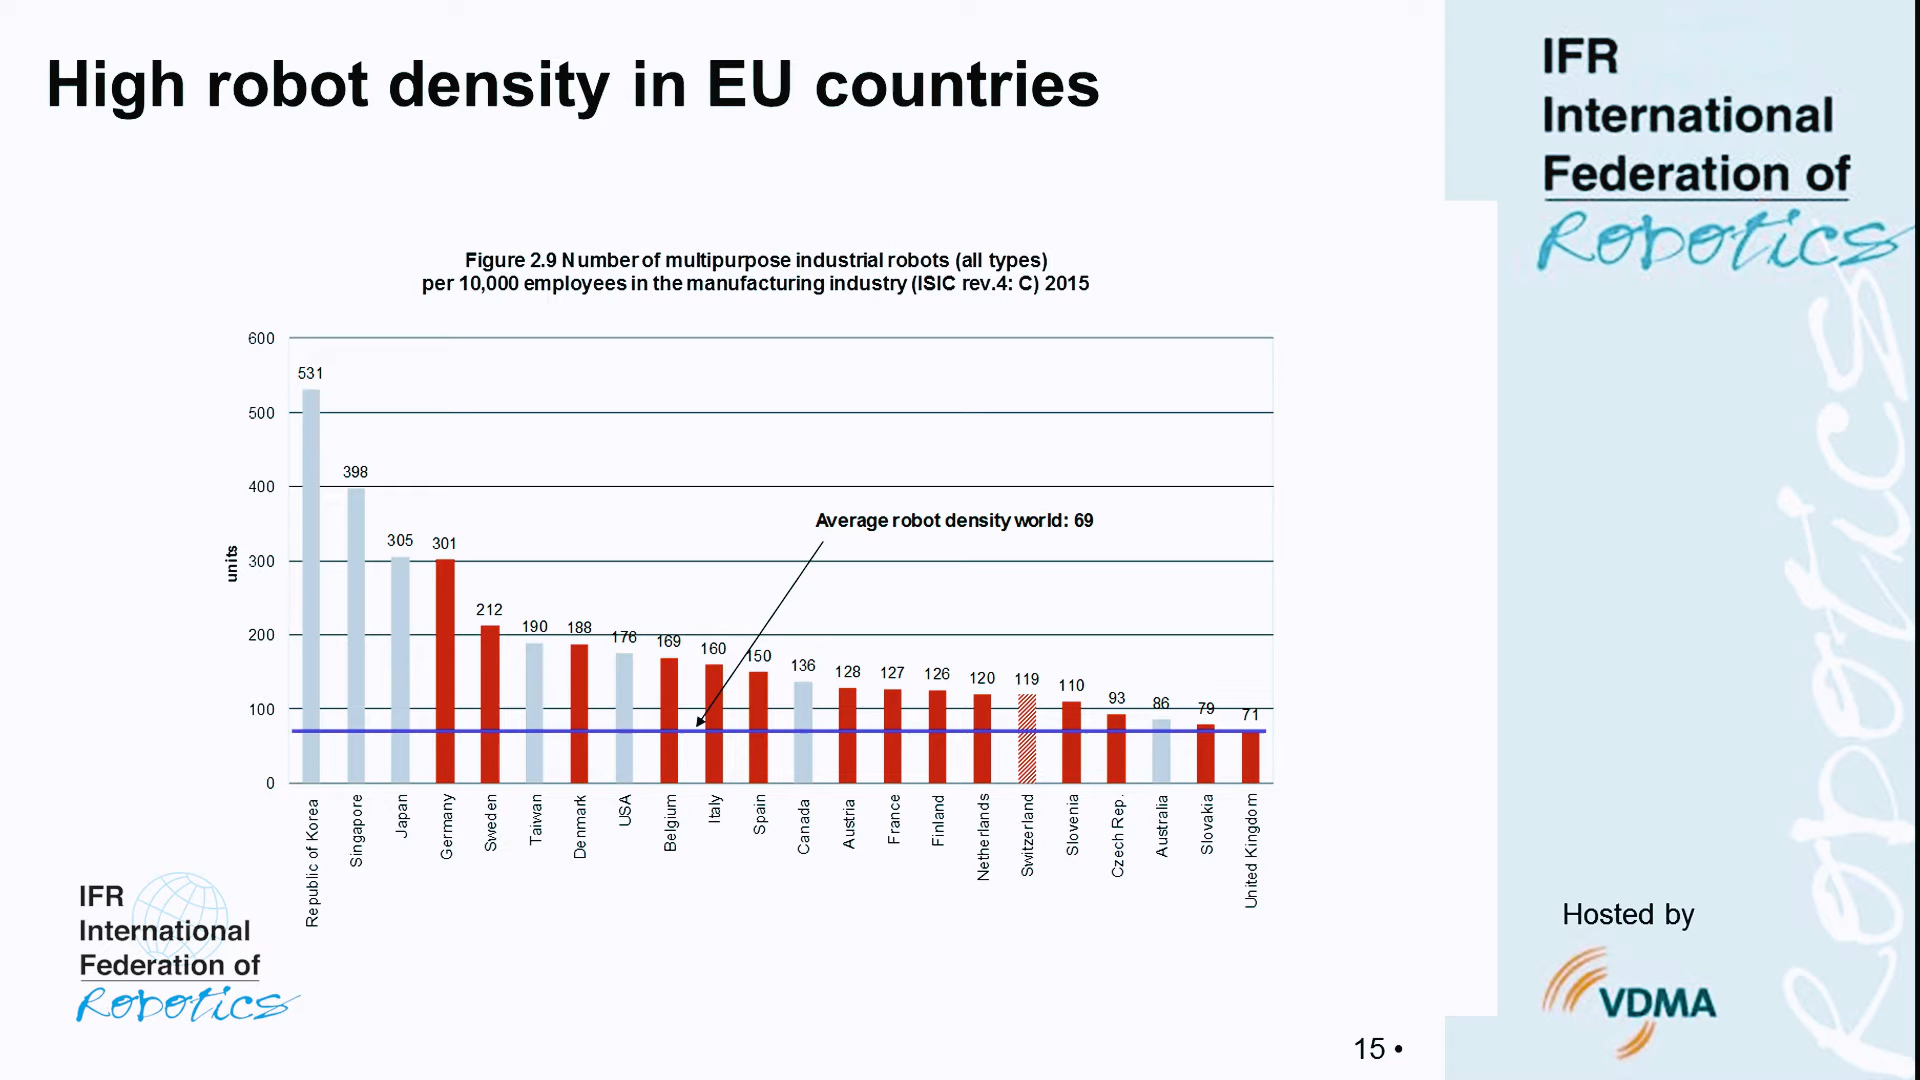 High robot density in EU countries
IFR
International
Federation of
Robotics
Figure 2.9 Number of multipurpose industrial robots (all types)
per 10,000 employees in the manufacturing industry (ISIC rev.4: C) 2015
600
500
400
300
200
100
0
units
531
398
305
301
212
190
188
176
169
160
150
136
128
127
126
120
119
110
93
86
79
71
Average robot density world: 69
Republic of Korea
Singapore
Japan
Germany
Sweden
Taiwan
Denmark
USA
Belgium
Italy
Spain
Canada
Austria
France
Finland
Netherlands
Switzerland
Slovenia
Czech Rep.
Australia
Slovakia
United Kingdom
IFR
International
Federation of
Robotics
Robotics
Hosted by
VDMA
15 •